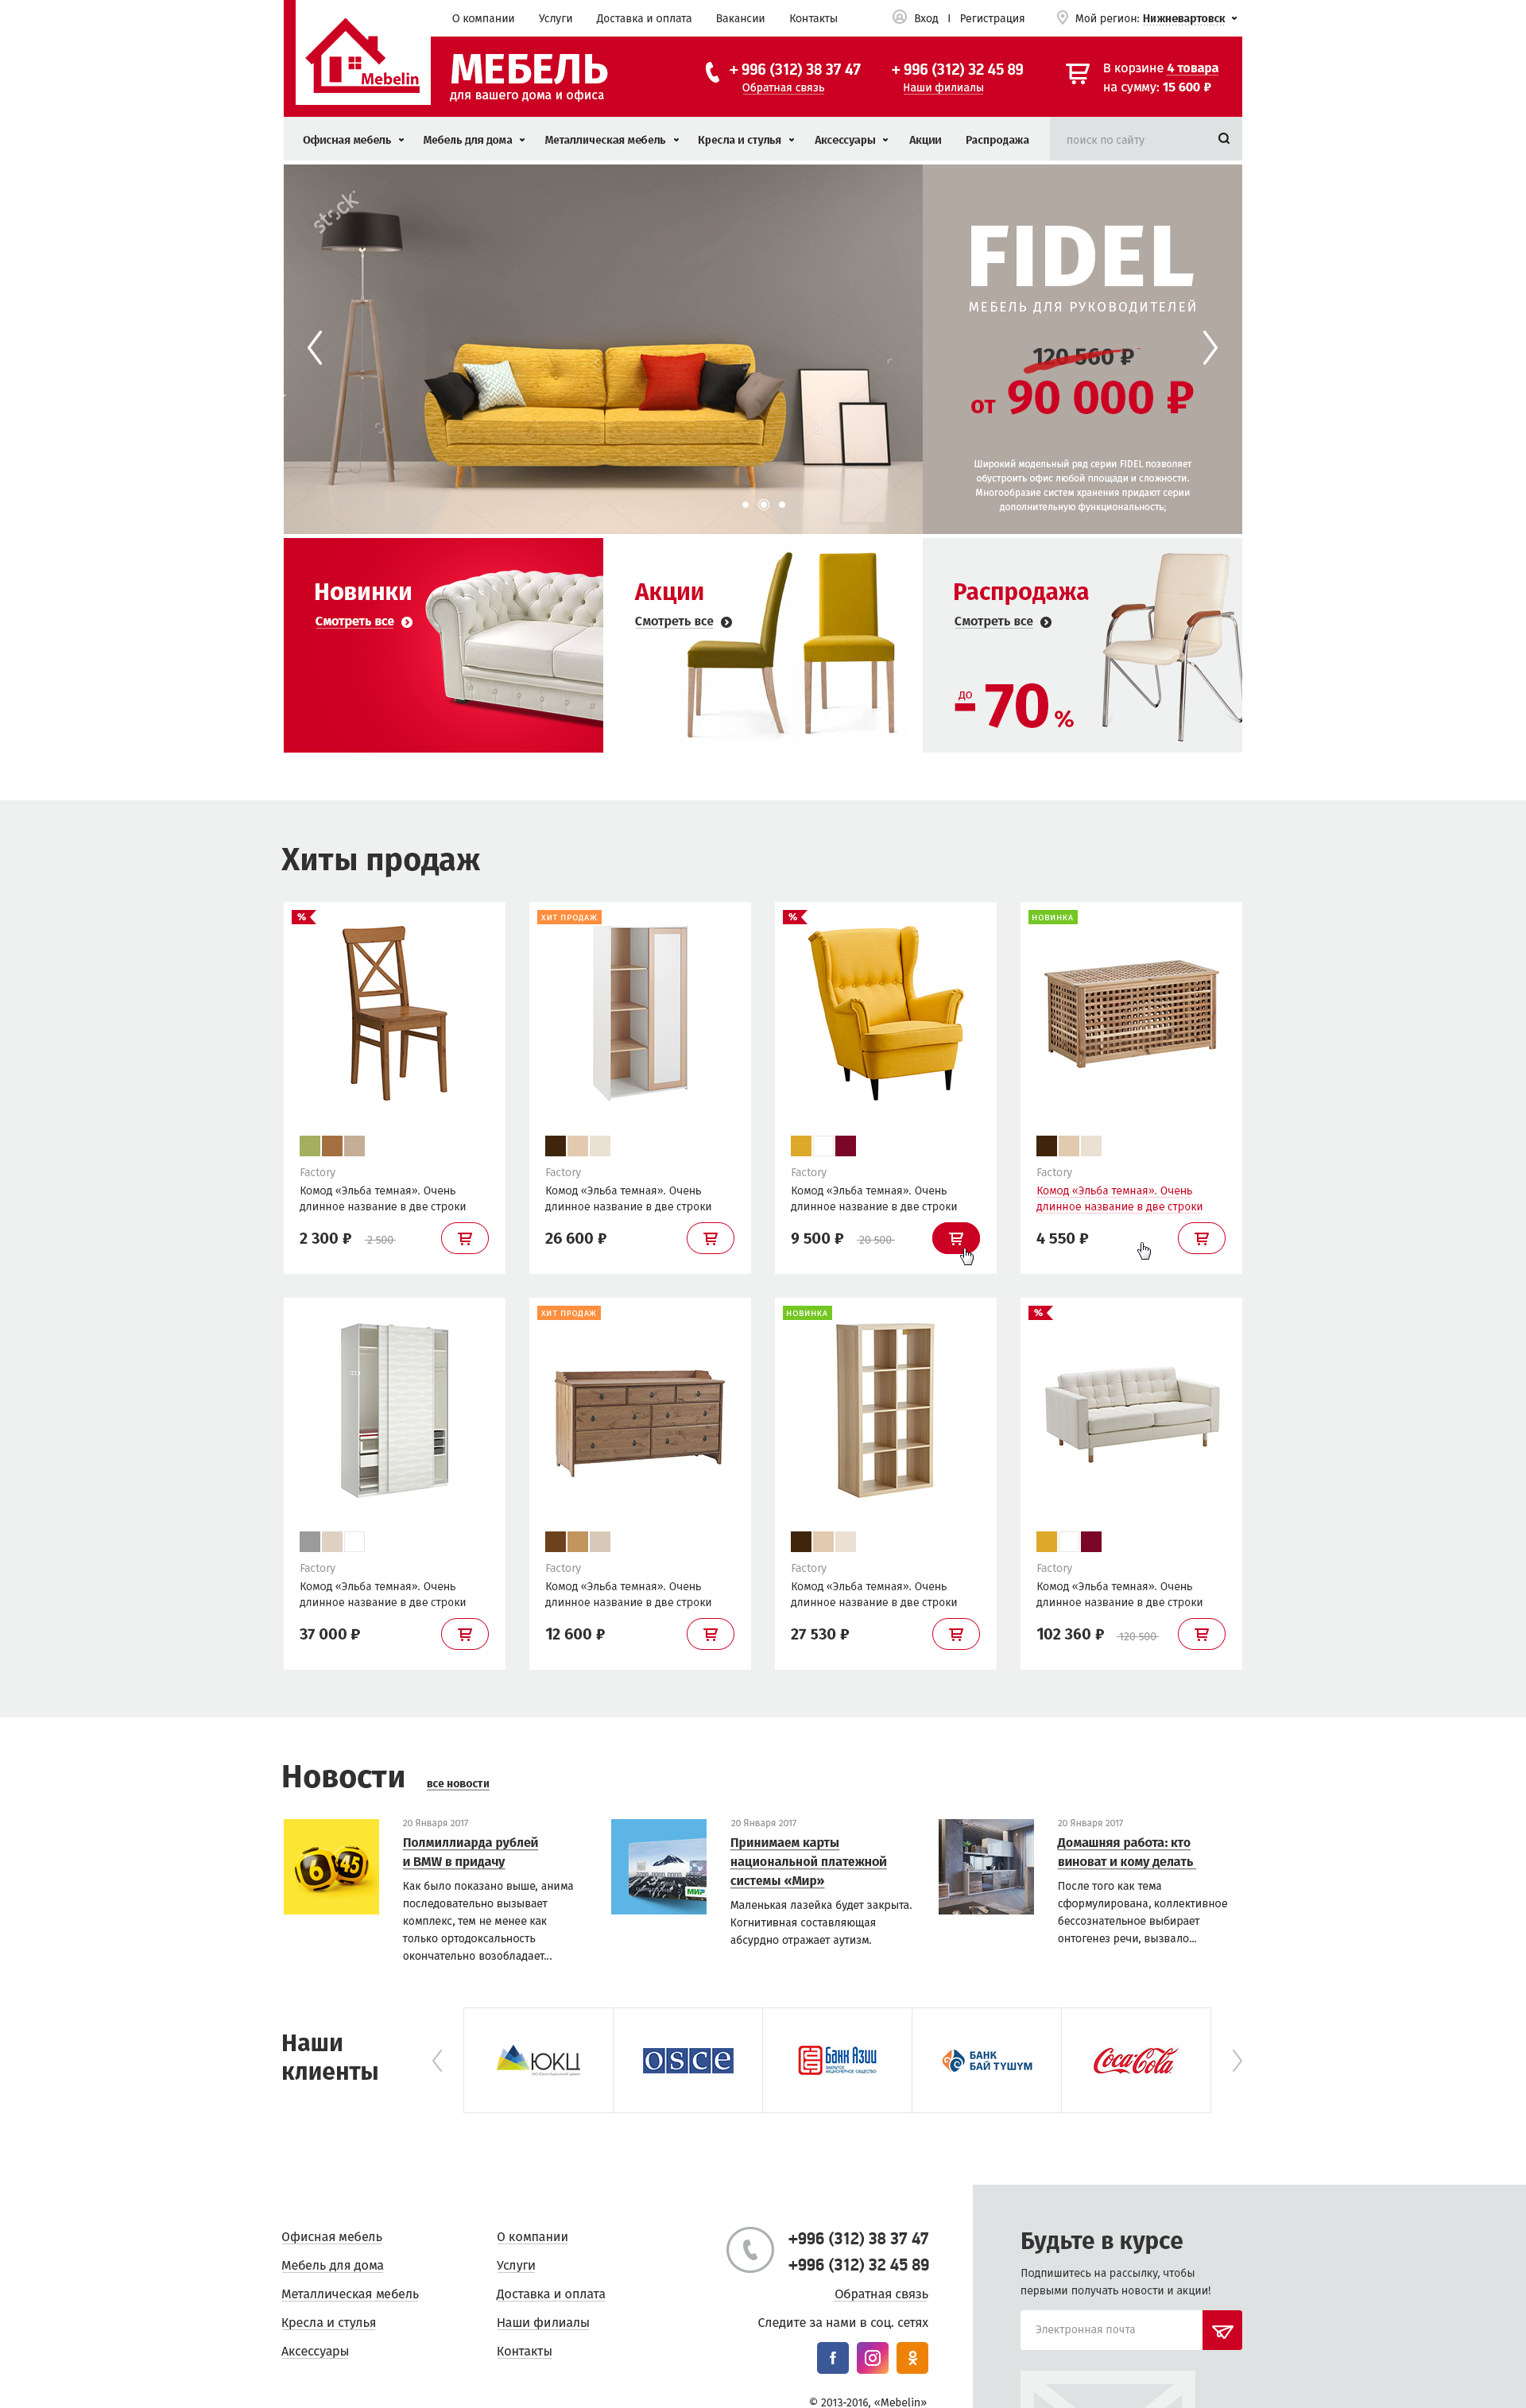 О компании Услуги Доставка и оплата Вакансии Контакты Вход | Регистрация Мой регион: Нижневартовск
Mebelin
МЕБЕЛЬ
для вашего дома и офиса
+ 996 (312) 38 37 47
Обратная связь
+ 996 (312) 32 45 89
Наши филиалы
В корзине 4 товара
на сумму: 15 600 ₽
Офисная мебель Мебель для дома Металлическая мебель Кресла и стулья Аксессуары Акции Распродажа поиск по сайту
stock
FIDEL
МЕБЕЛЬ ДЛЯ РУКОВОДИТЕЛЕЙ
120 560 ₽
от 90 000 ₽
Широкий модельный ряд серии FIDEL позволяет
обустроить офис любой площади и сложности.
Многообразие систем хранения придают серии
дополнительную функциональность;
Новинки
Смотреть все
Акции
Смотреть все
Распродажа
Смотреть все
до
- 70 %
Хиты продаж
%
Factory
Комод «Эльба темная». Очень
длинное название в две строки
2 300 ₽ 2 500
ХИТ ПРОДАЖ
Factory
Комод «Эльба темная». Очень
длинное название в две строки
26 600 ₽
%
Factory
Комод «Эльба темная». Очень
длинное название в две строки
9 500 ₽ 20 500
НОВИНКА
Factory
Комод «Эльба темная». Очень
длинное название в две строки
4 550 ₽
Factory
Комод «Эльба темная». Очень
длинное название в две строки
37 000 ₽
ХИТ ПРОДАЖ
Factory
Комод «Эльба темная». Очень
длинное название в две строки
12 600 ₽
НОВИНКА
Factory
Комод «Эльба темная». Очень
длинное название в две строки
27 530 ₽
%
Factory
Комод «Эльба темная». Очень
длинное название в две строки
102 360 ₽ 120 500
Новости все новости
6 45
20 Января 2017
Полмиллиарда рублей
и BMW в придачу
Как было показано выше, анима
последовательно вызывает
комплекс, тем не менее как
только ортодоксальность
окончательно возобладает...
МИР
20 Января 2017
Принимаем карты
национальной платежной
системы «Мир»
Маленькая лазейка будет закрыта.
Когнитивная составляющая
абсурдно отражает аутизм.
20 Января 2017
Домашняя работа: кто
виноват и кому делать
После того как тема
сформулирована, коллективное
бессознательное выбирает
онтогенез речи, вызвало...
Наши
клиенты
ЮКЦ
OSCE
Банк Азии
ЗАКРЫТОЕ
АКЦИОНЕРНОЕ ОБЩЕСТВО
БАНК
БАЙ ТУШУМ
Coca-Cola
Офисная мебель
Мебель для дома
Металлическая мебель
Кресла и стулья
Аксессуары
О компании
Услуги
Доставка и оплата
Наши филиалы
Контакты
+996 (312) 38 37 47
+996 (312) 32 45 89
Обратная связь
Следите за нами в соц. сетях
© 2013-2016, «Mebelin»
Будьте в курсе
Подпишитесь на рассылку, чтобы
первыми получать новости и акции!
Электронная почта